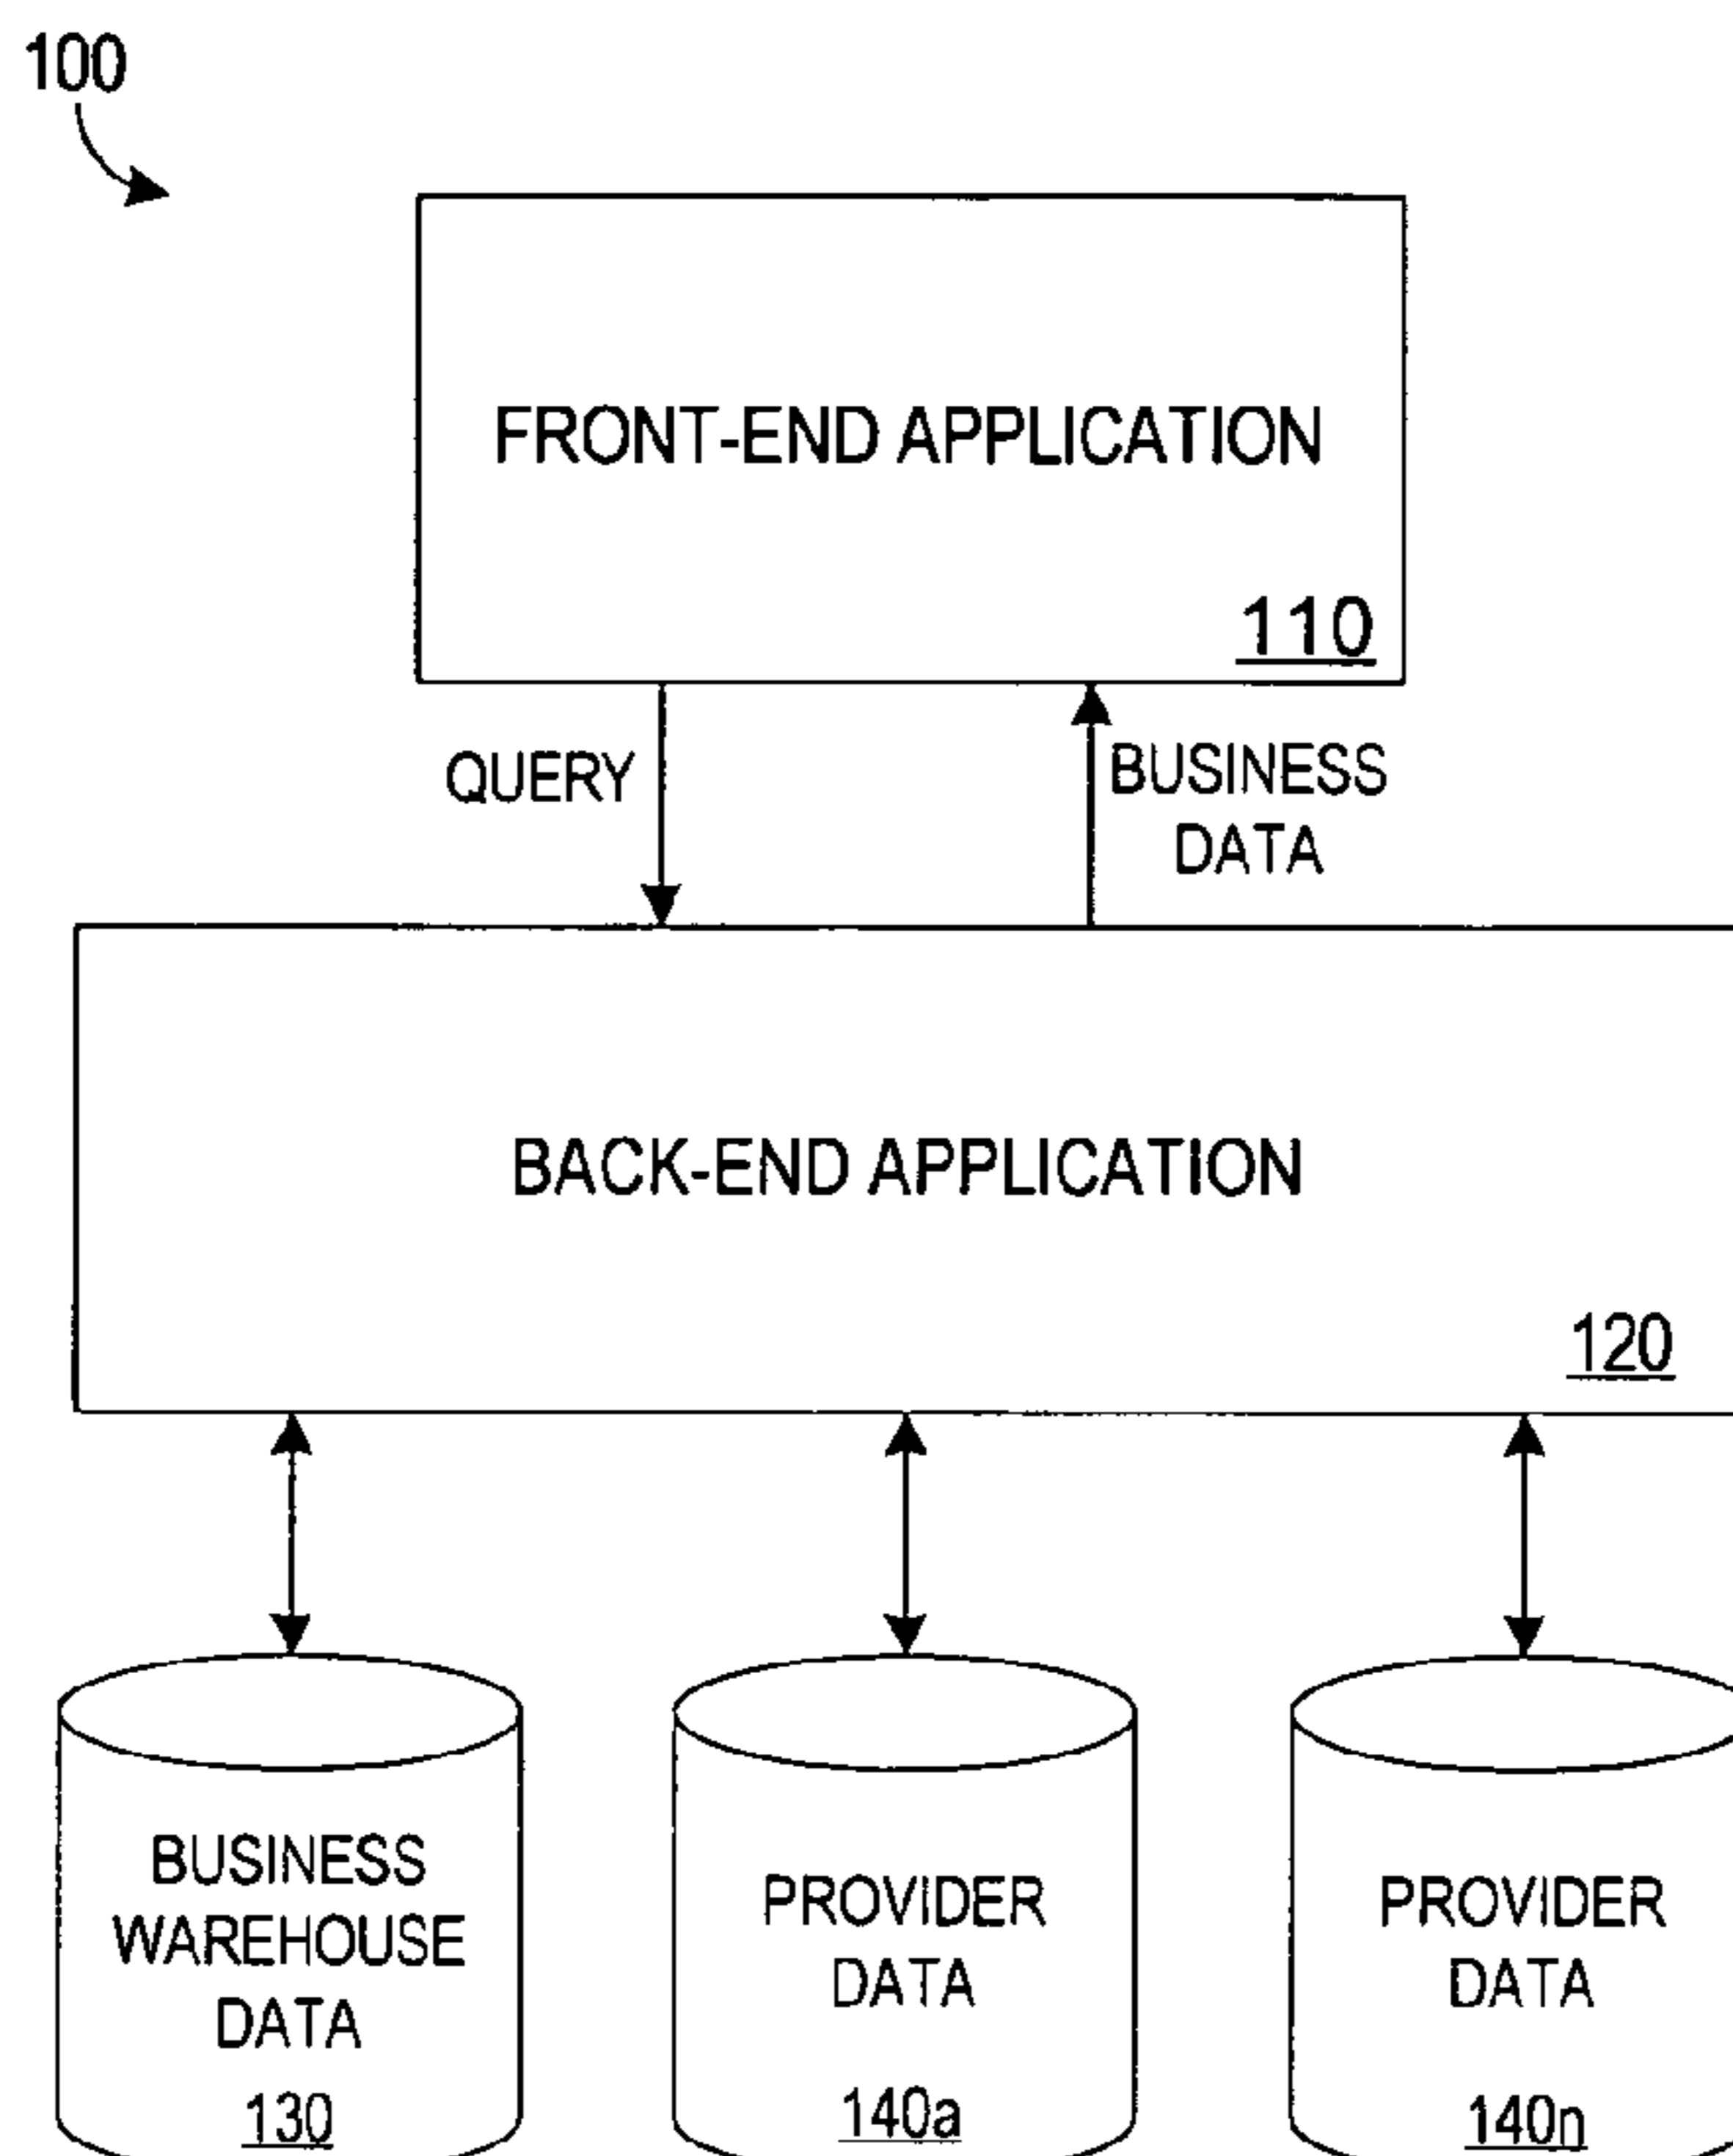 100
FRONT-END APPLICATION
110
QUERY
BUSINESS
DATA
BACK-END APPLICATION
120
BUSINESS
WAREHOUSE
DATA
130
PROVIDER
DATA
140a
PROVIDER
DATA
140n